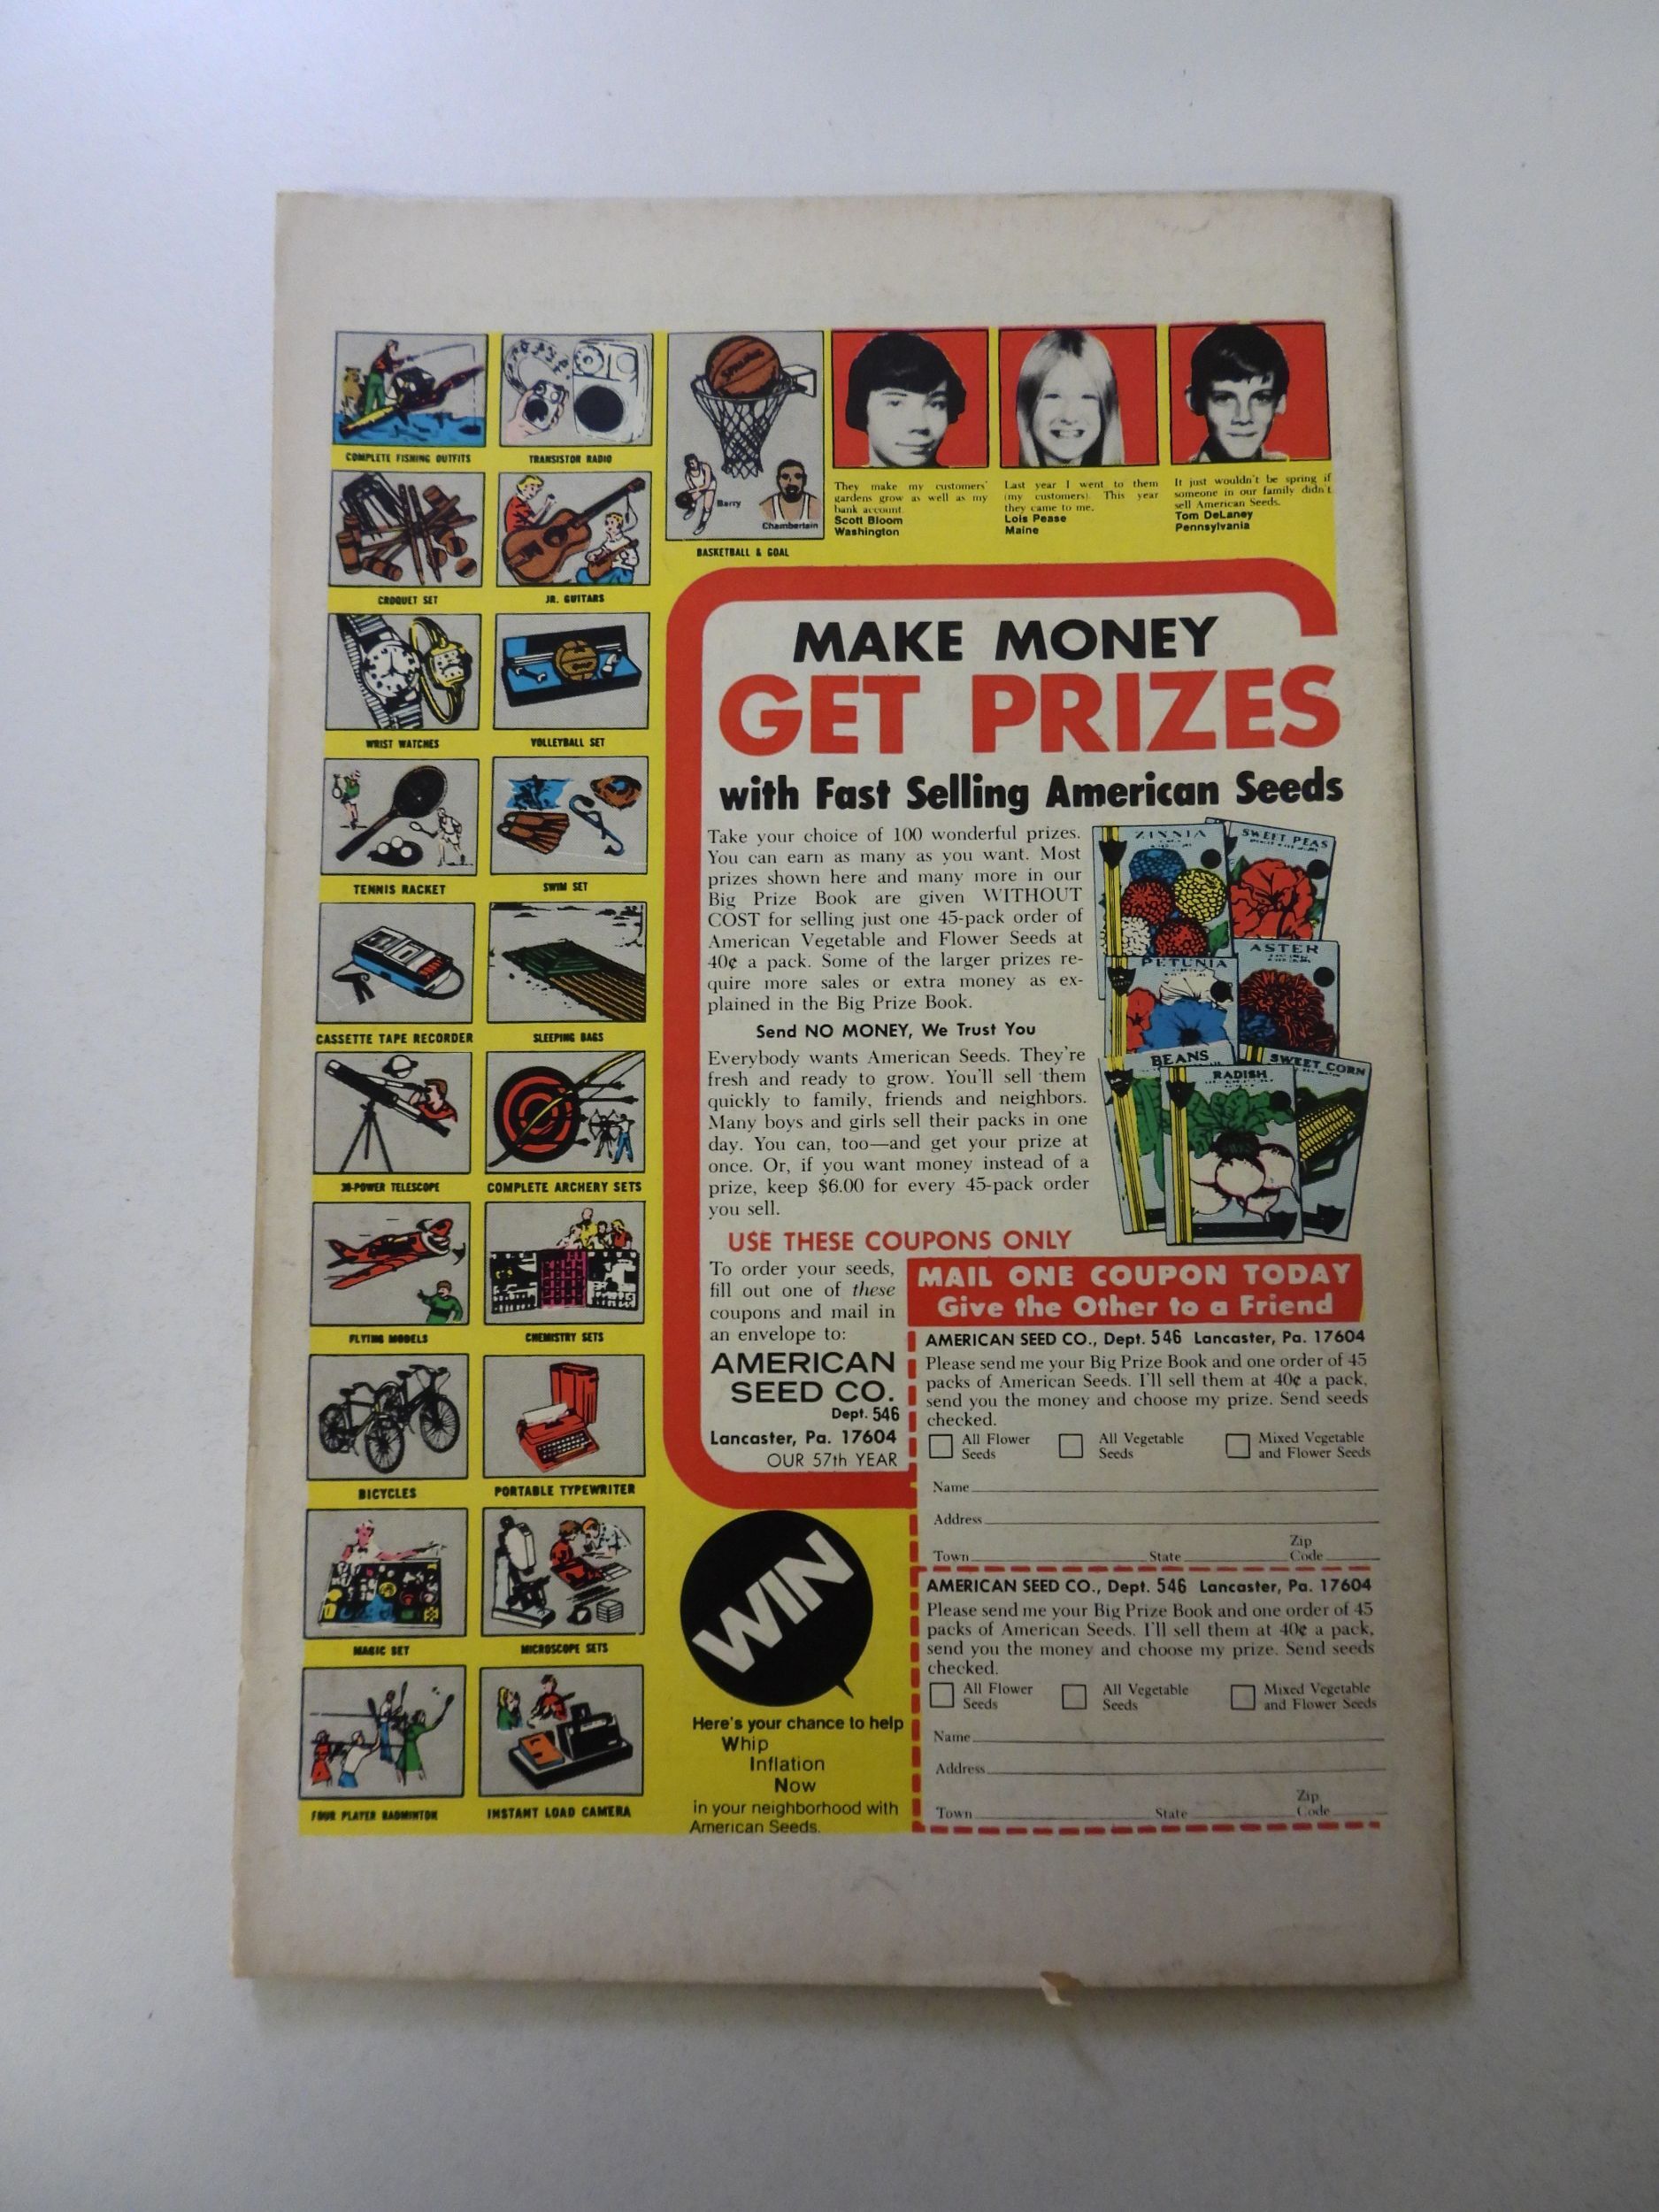 COMPLETE FISHING OUTFITS
TRANSISTOR RADIO
CROQUET SET
JR. GUITARS
WRIST WATCHES
VOLLEYBALL SET
TENNIS RACKET
SWIM SET
CASSETTE TAPE RECORDER
SLEEPING BAGS
30-POWER TELESCOPE
COMPLETE ARCHERY SETS
FLYING MODELS
CHEMISTRY SETS
BICYCLES
PORTABLE TYPEWRITER
MAGIC SET
MICROSCOPE SETS
FOUR PLAYER BADMINTON
INSTANT LOAD CAMERA
SPALDING
Barry
Chamberlain
BASKETBALL & GOAL
They make my customers'
gardens grow as well as my
bank account.
Scott Bloom
Washington
Last year I went to them
(my customers). This year
they came to me.
Lois Pease
Maine
It just wouldn't be spring if
someone in our family didn't
sell American Seeds.
Tom DeLaney
Pennsylvania
MAKE MONEY
GET PRIZES
with Fast Selling American Seeds
Take your choice of 100 wonderful prizes.
You can earn as many as you want. Most
prizes shown here and many more in our
Big Prize Book are given WITHOUT
COST for selling just one 45-pack order of
American Vegetable and Flower Seeds at
40¢ a pack. Some of the larger prizes re-
quire more sales or extra money as ex-
plained in the Big Prize Book.
Send NO MONEY, We Trust You
Everybody wants American Seeds. They're
fresh and ready to grow. You'll sell them
quickly to family, friends and neighbors.
Many boys and girls sell their packs in one
day. You can, too—and get your prize at
once. Or, if you want money instead of a
prize, keep $6.00 for every 45-pack order
you sell.
ZINNIA
SWEET PEAS
PETUNIA
ASTER
BEANS
RADISH
SWEET CORN
USE THESE COUPONS ONLY
To order your seeds,
fill out one of these
coupons and mail in
an envelope to:
AMERICAN
SEED CO.
Dept. 546
Lancaster, Pa. 17604
OUR 57th YEAR
MAIL ONE COUPON TODAY
Give the Other to a Friend
AMERICAN SEED CO., Dept. 546 Lancaster, Pa. 17604
Please send me your Big Prize Book and one order of 45
packs of American Seeds. I'll sell them at 40¢ a pack,
send you the money and choose my prize. Send seeds
checked.
All Flower
Seeds
All Vegetable
Seeds
Mixed Vegetable
and Flower Seeds
Name
Address
Town State Zip Code
AMERICAN SEED CO., Dept. 546 Lancaster, Pa. 17604
Please send me your Big Prize Book and one order of 45
packs of American Seeds. I'll sell them at 40¢ a pack,
send you the money and choose my prize. Send seeds
checked.
All Flower
Seeds
All Vegetable
Seeds
Mixed Vegetable
and Flower Seeds
Name
Address
Town State Zip Code
WIN
Here's your chance to help
Whip
Inflation
Now
in your neighborhood with
American Seeds.